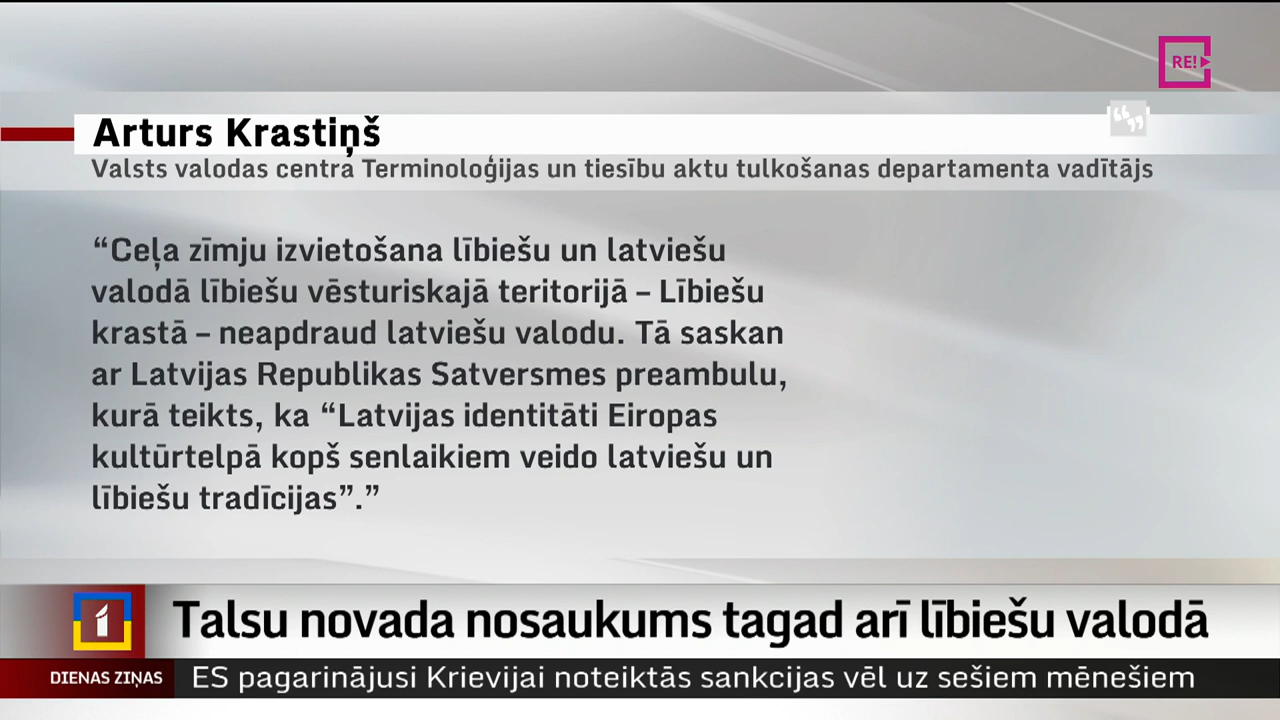 RE!
Arturs Krastiņš
Valsts valodas centra Terminoloģijas un tiesību aktu tulkošanas departamenta vadītājs
“Ceļa zīmju izvietošana lībiešu un latviešu
valodā lībiešu vēsturiskajā teritorijā – Lībiešu
krastā – neapdraud latviešu valodu. Tā saskan
ar Latvijas Republikas Satversmes preambulu,
kurā teikts, ka “Latvijas identitāti Eiropas
kultūrtelpā kopš senlaikiem veido latviešu un
lībiešu tradīcijas”.”
1
Talsu novada nosaukums tagad arī lībiešu valodā
DIENAS ZIŅAS
ES pagarinājusi Krievijai noteiktās sankcijas vēl uz sešiem mēnešiem